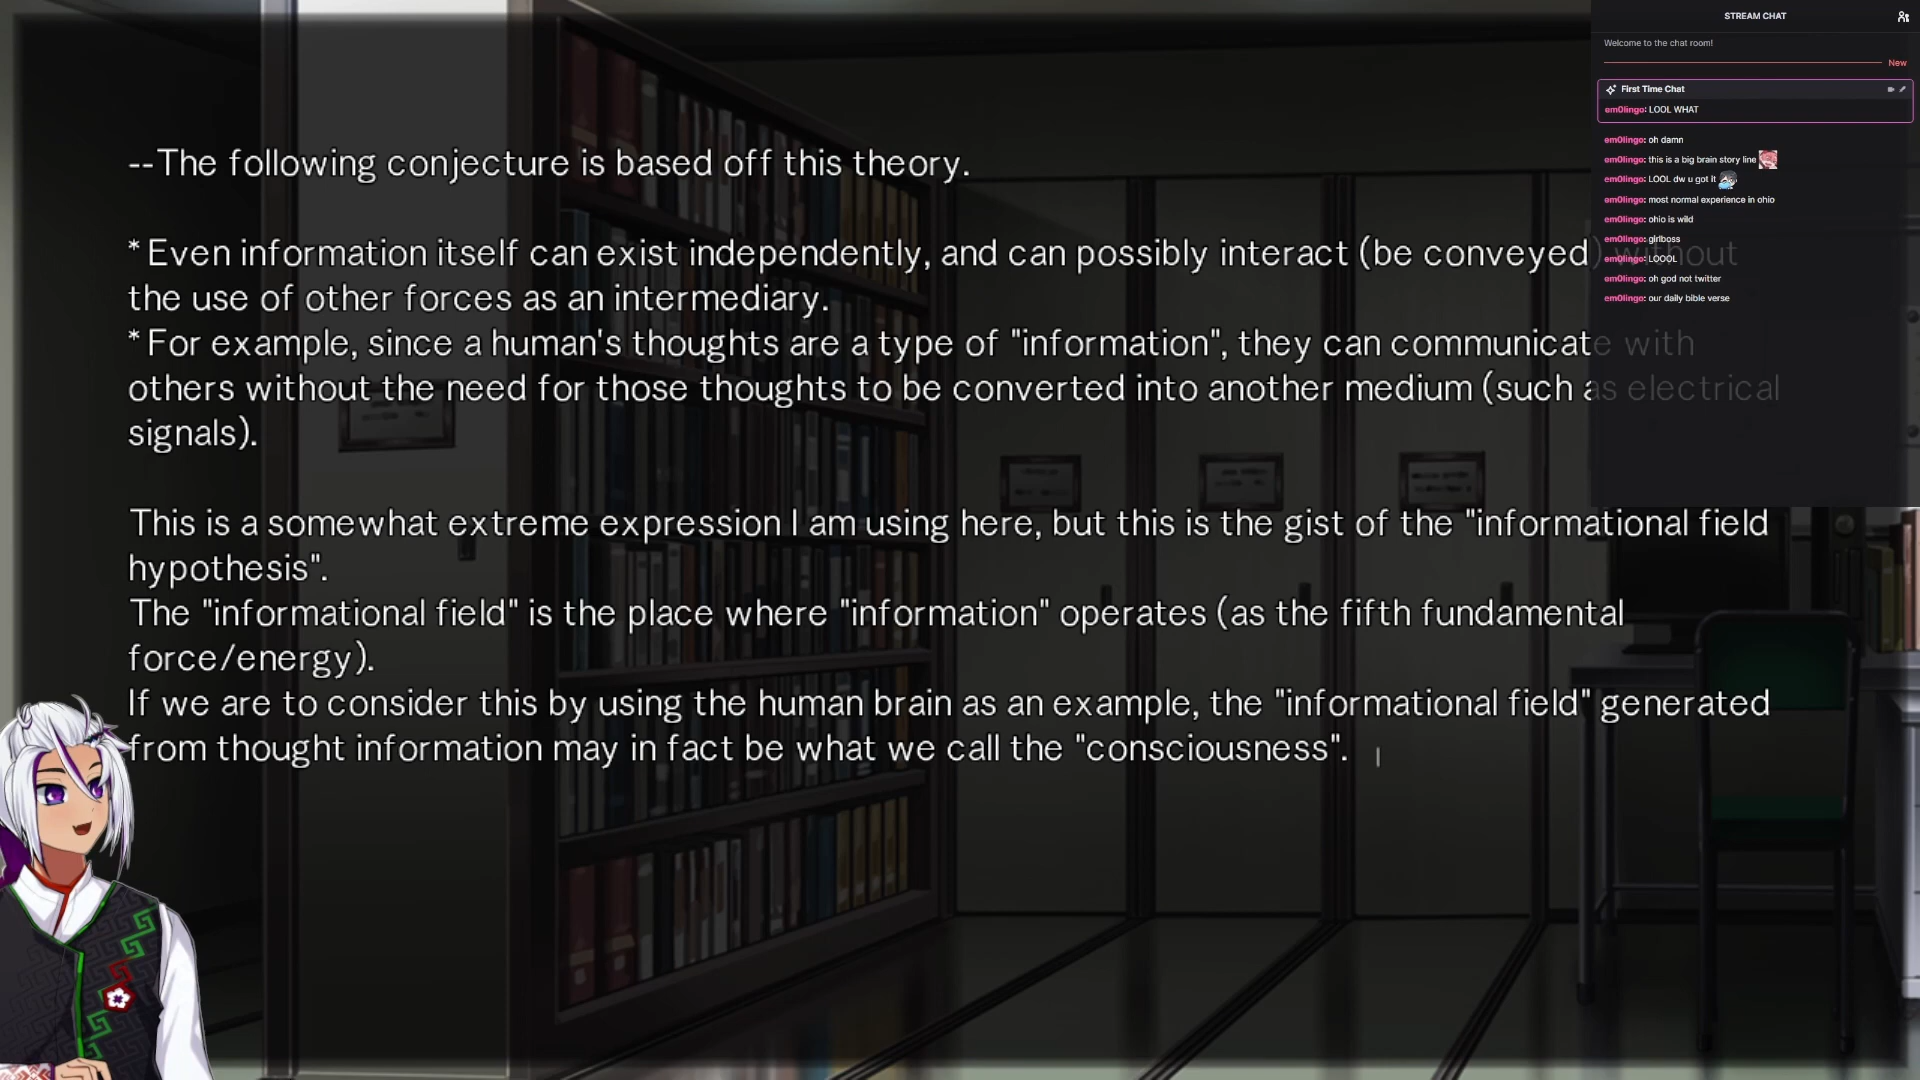 --The following conjecture is based off this theory.
* Even information itself can exist independently, and can possibly interact (be conveyed) without
the use of other forces as an intermediary.
* For example, since a human's thoughts are a type of "information", they can communicate with
others without the need for those thoughts to be converted into another medium (such as electrical
signals).
This is a somewhat extreme expression I am using here, but this is the gist of the "informational field
hypothesis".
The "informational field" is the place where "information" operates (as the fifth fundamental
force/energy).
If we are to consider this by using the human brain as an example, the "informational field" generated
from thought information may in fact be what we call the "consciousness".
STREAM CHAT
Welcome to the chat room!
New
First Time Chat
em0lingo: LOOL WHAT
em0lingo: oh damn
em0lingo: this is a big brain story line
em0lingo: LOOL dw u got it
em0lingo: most normal experience in ohio
em0lingo: ohio is wild
em0lingo: girlboss
em0lingo: LOOOL
em0lingo: oh god not twitter
em0lingo: our daily bible verse